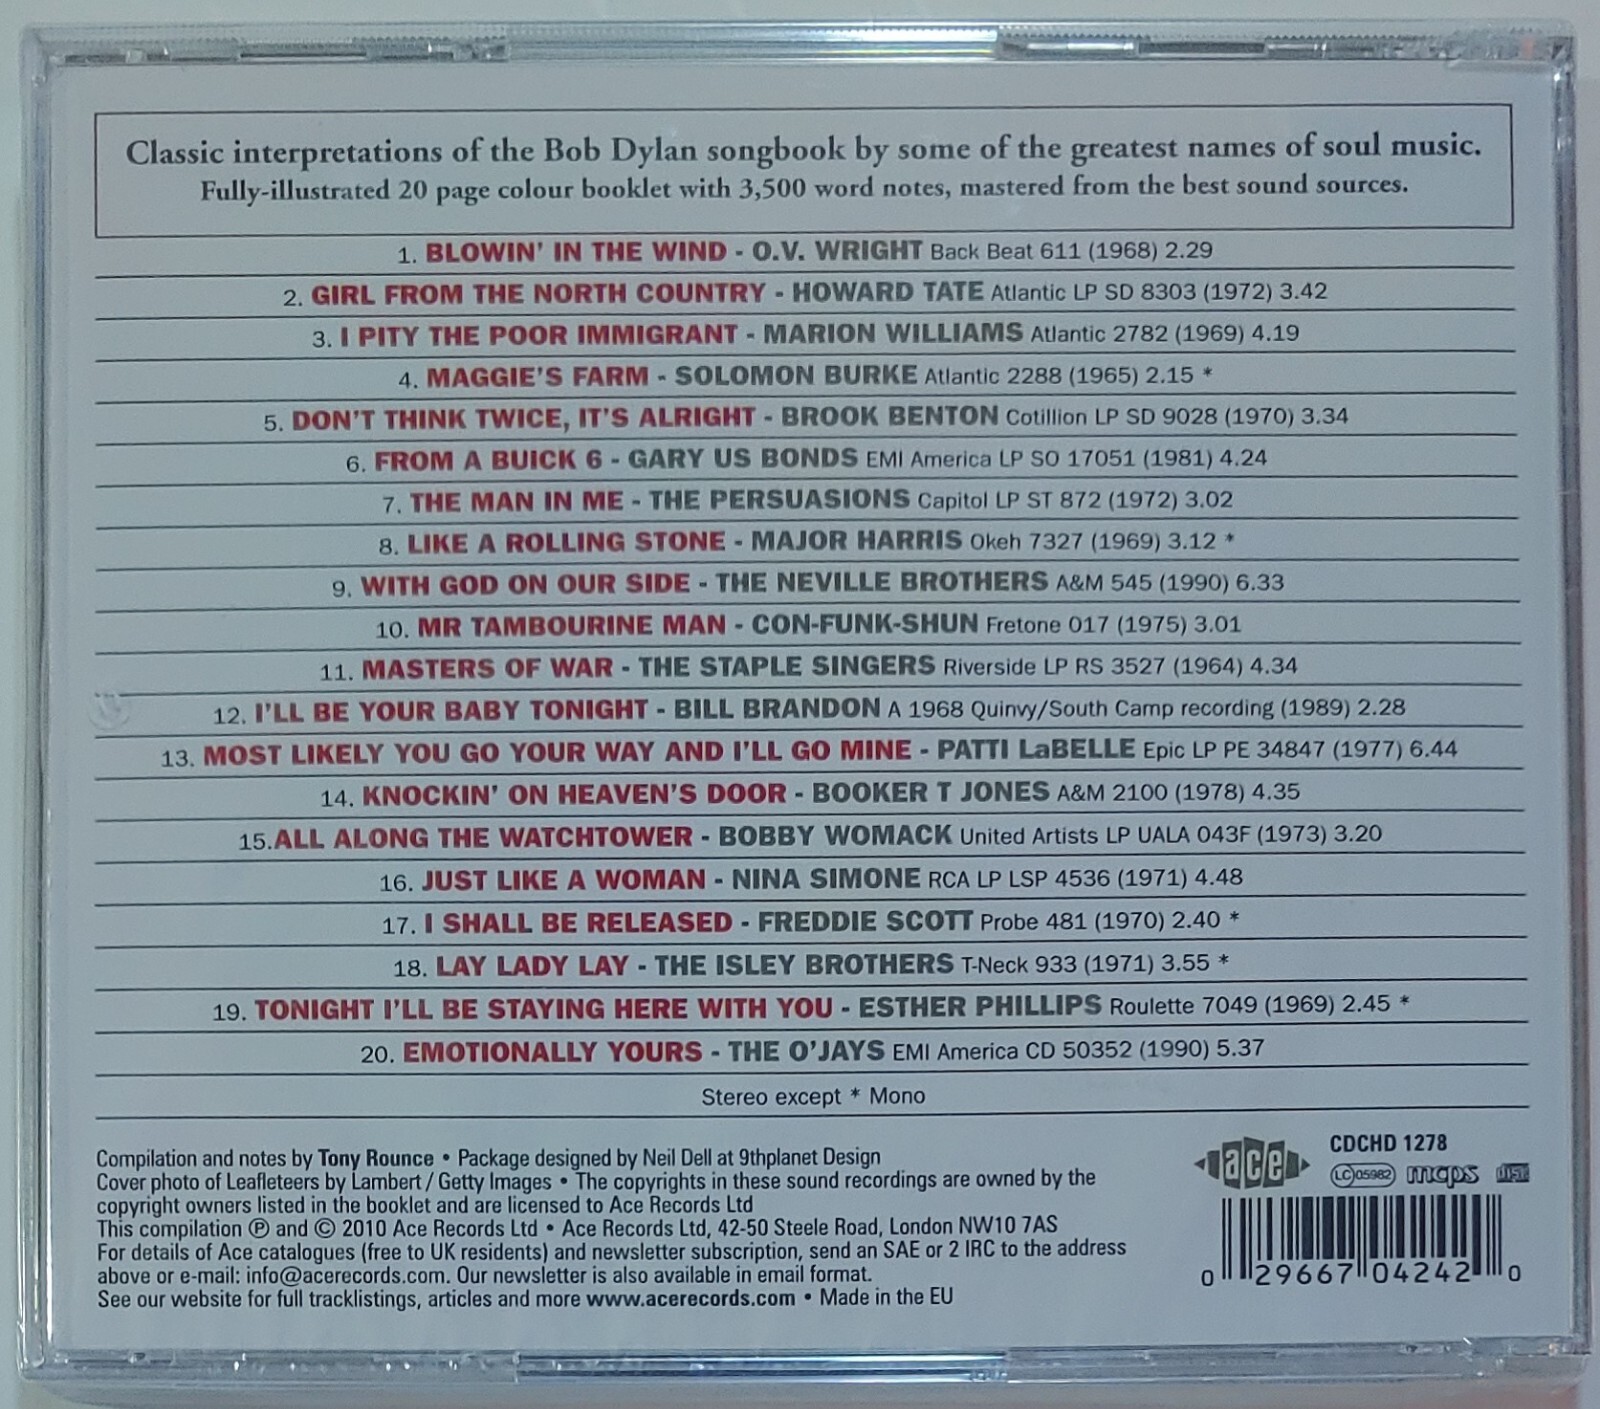 Classic interpretations of the Bob Dylan songbook by some of the greatest names of soul music.
Fully-illustrated 20 page colour booklet with 3,500 word notes, mastered from the best sound sources.
1. BLOWIN' IN THE WIND - O.V. WRIGHT Back Beat 611 (1968) 2.29
2. GIRL FROM THE NORTH COUNTRY - HOWARD TATE Atlantic LP SD 8303 (1972) 3.42
3. I PITY THE POOR IMMIGRANT - MARION WILLIAMS Atlantic 2782 (1969) 4.19
4. MAGGIE'S FARM - SOLOMON BURKE Atlantic 2288 (1965) 2.15 *
5. DON'T THINK TWICE, IT'S ALRIGHT - BROOK BENTON Cotillion LP SD 9028 (1970) 3.34
6. FROM A BUICK 6 - GARY US BONDS EMI America LP SO 17051 (1981) 4.24
7. THE MAN IN ME - THE PERSUASIONS Capitol LP ST 872 (1972) 3.02
8. LIKE A ROLLING STONE - MAJOR HARRIS Okeh 7327 (1969) 3.12 *
9. WITH GOD ON OUR SIDE - THE NEVILLE BROTHERS A&M 545 (1990) 6.33
10. MR TAMBOURINE MAN - CON-FUNK-SHUN Fretone 017 (1975) 3.01
11. MASTERS OF WAR - THE STAPLE SINGERS Riverside LP RS 3527 (1964) 4.34
12. I'LL BE YOUR BABY TONIGHT - BILL BRANDON A 1968 Quinvy/South Camp recording (1989) 2.28
13. MOST LIKELY YOU GO YOUR WAY AND I'LL GO MINE - PATTI LaBELLE Epic LP PE 34847 (1977) 6.44
14. KNOCKIN' ON HEAVEN'S DOOR - BOOKER T JONES A&M 2100 (1978) 4.35
15.ALL ALONG THE WATCHTOWER - BOBBY WOMACK United Artists LP UALA 043F (1973) 3.20
16. JUST LIKE A WOMAN - NINA SIMONE RCA LP LSP 4536 (1971) 4.48
17. I SHALL BE RELEASED - FREDDIE SCOTT Probe 481 (1970) 2.40 *
18. LAY LADY LAY - THE ISLEY BROTHERS T-Neck 933 (1971) 3.55 *
19. TONIGHT I'LL BE STAYING HERE WITH YOU - ESTHER PHILLIPS Roulette 7049 (1969) 2.45 *
20. EMOTIONALLY YOURS - THE O'JAYS EMI America CD 50352 (1990) 5.37
Stereo except * Mono
Compilation and notes by Tony Rounce • Package designed by Neil Dell at 9thplanet Design
Cover photo of Leafleteers by Lambert / Getty Images • The copyrights in these sound recordings are owned by the
copyright owners listed in the booklet and are licensed to Ace Records Ltd
This compilation ℗ and © 2010 Ace Records Ltd • Ace Records Ltd, 42-50 Steele Road, London NW10 7AS
For details of Ace catalogues (free to UK residents) and newsletter subscription, send an SAE or 2 IRC to the address
above or e-mail: info@acerecords.com. Our newsletter is also available in email format.
See our website for full tracklistings, articles and more www.acerecords.com • Made in the EU
ace
CDCHD 1278
LC 05982 mcps disc
0 29667 04242 0